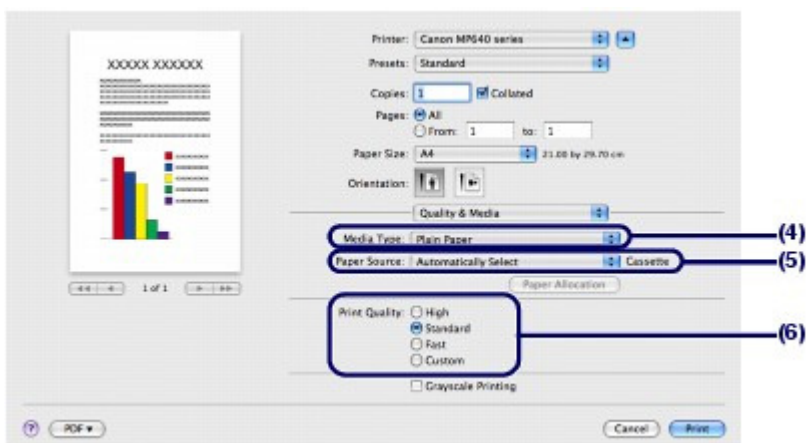 XXXXX XXXXXXX
Printer: Canon MP640 series
Presets: Standard
Copies: 1 Collated
Pages: All
From: 1 to: 1
Paper Size: A4 21.00 by 29.70 cm
Orientation:
Quality & Media
Media Type: Plain Paper (4)
Paper Source: Automatically Select Cassette (5)
1 of 1
Paper Allocation
Print Quality: High
Standard (6)
Fast
Custom
Grayscale Printing
? PDF Cancel Print